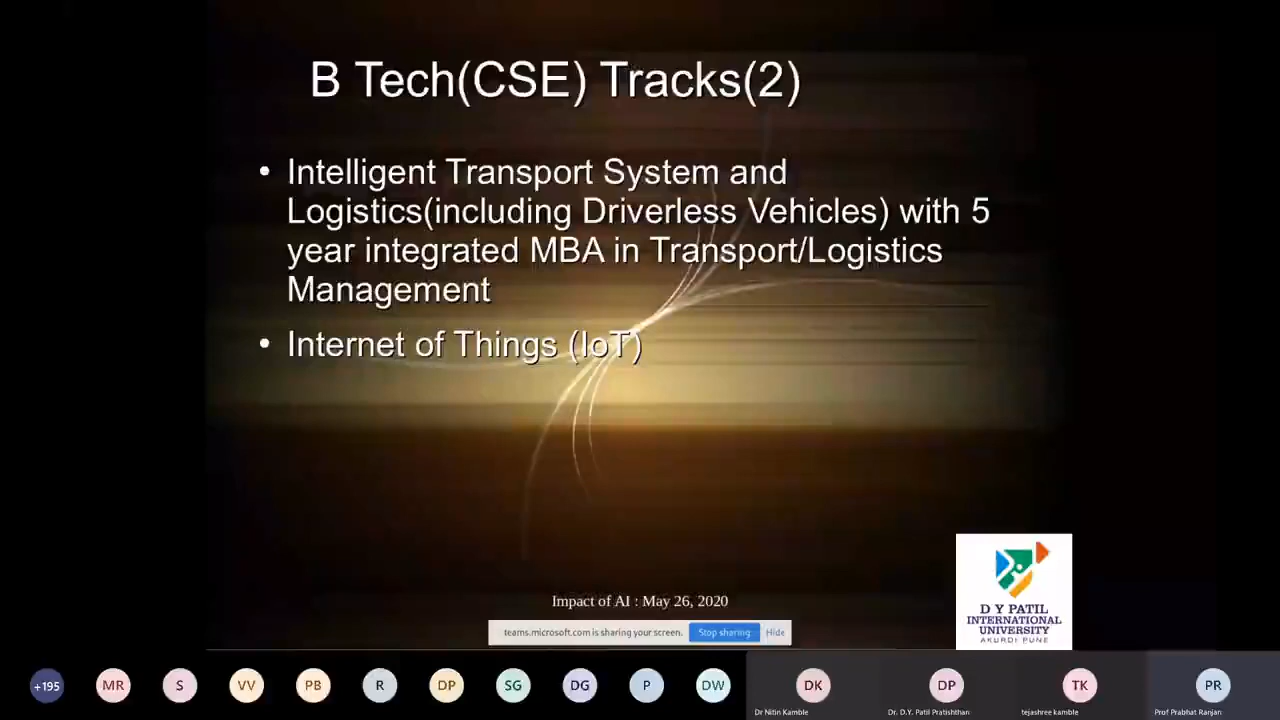 B Tech(CSE) Tracks(2)
• Intelligent Transport System and
Logistics(including Driverless Vehicles) with 5
year integrated MBA in Transport/Logistics
Management
• Internet of Things (IoT)
D Y PATIL
INTERNATIONAL
UNIVERSITY
AKURDI PUNE
Impact of AI : May 26, 2020
teams.microsoft.com is sharing your screen. Stop sharing Hide
+195 MR S VV PB R DP SG DG P DW DK DP TK PR
Dr Nitin Kamble Dr. D.Y. Patil Pratishthan tejashree kamble Prof Prabhat Ranjan